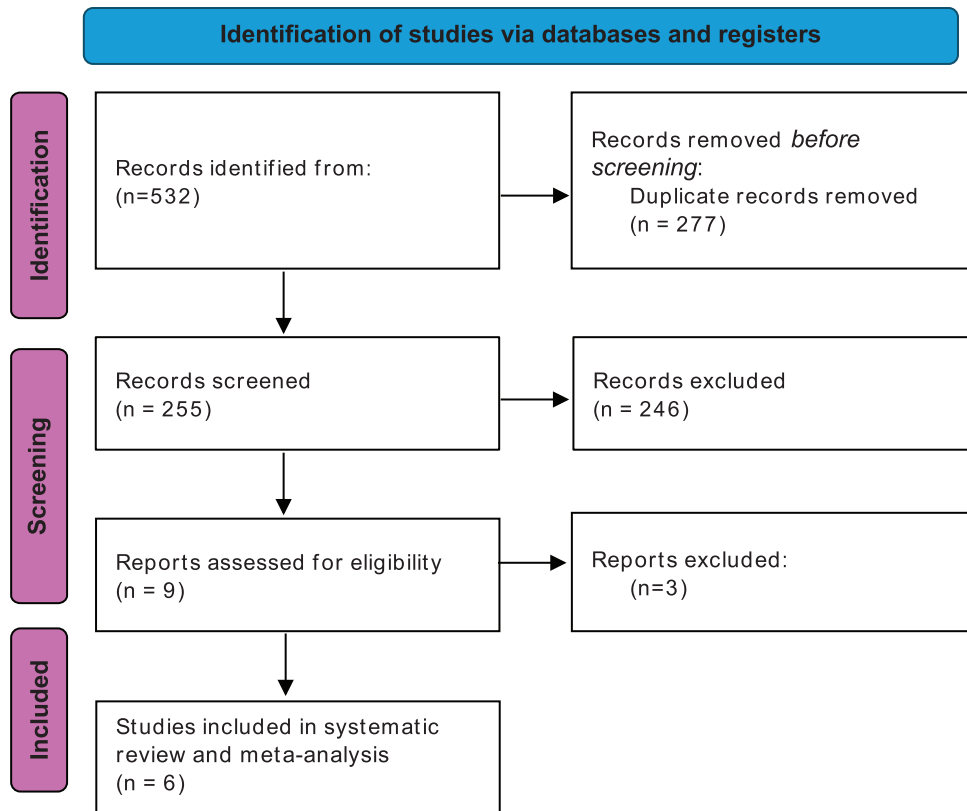 Identification of studies via databases and registers
Identification
Records identified from:
(n=532)
Records removed before
screening:
Duplicate records removed
(n = 277)
Screening
Records screened
(n = 255)
Records excluded
(n = 246)
Reports assessed for eligibility
(n = 9)
Reports excluded:
(n=3)
Included
Studies included in systematic
review and meta-analysis
(n = 6)